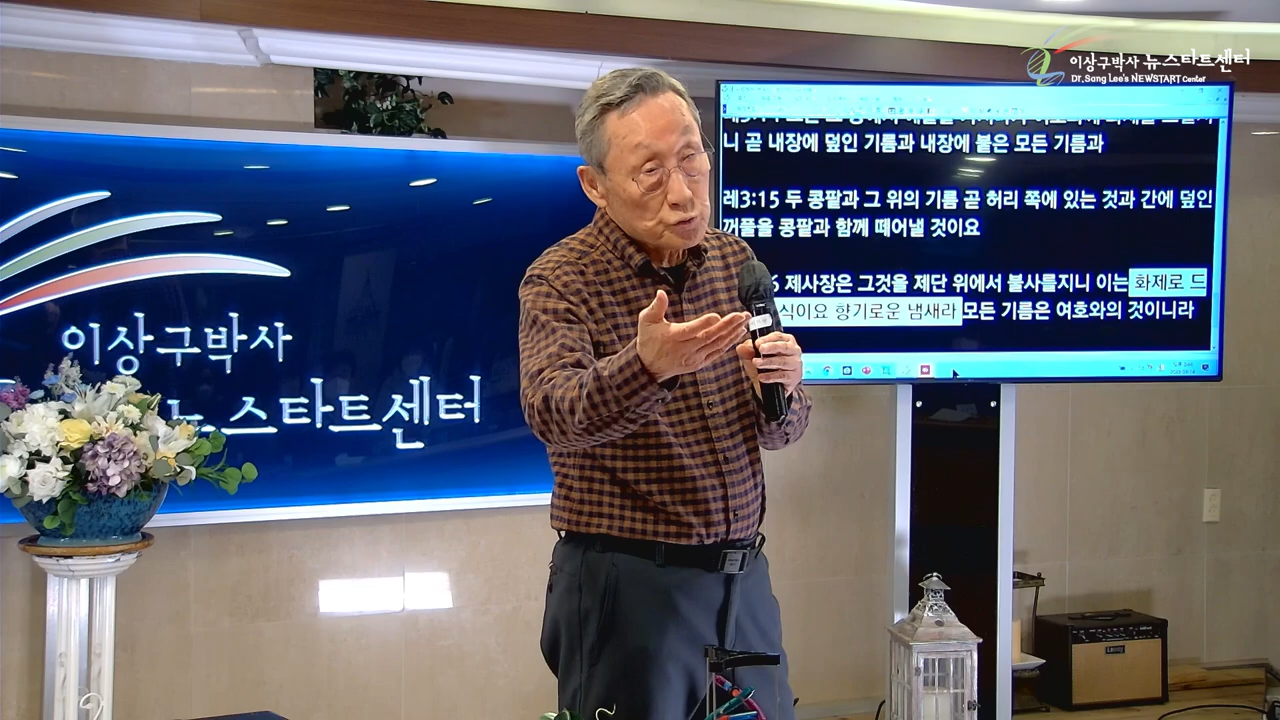 이상구박사 뉴스타트센터
Dr. Sang Lee's NEWSTART Center
니 곧 내장에 덮인 기름과 내장에 붙은 모든 기름과
레3:15 두 콩팥과 그 위의 기름 곧 허리 쪽에 있는 것과 간에 덮인
꺼풀을 콩팥과 함께 떼어낼 것이요
6 제사장은 그것을 제단 위에서 불사를지니 이는 화제로 드
식이요 향기로운 냄새라 모든 기름은 여호와의 것이니라
이상구박사
뉴스타트센터